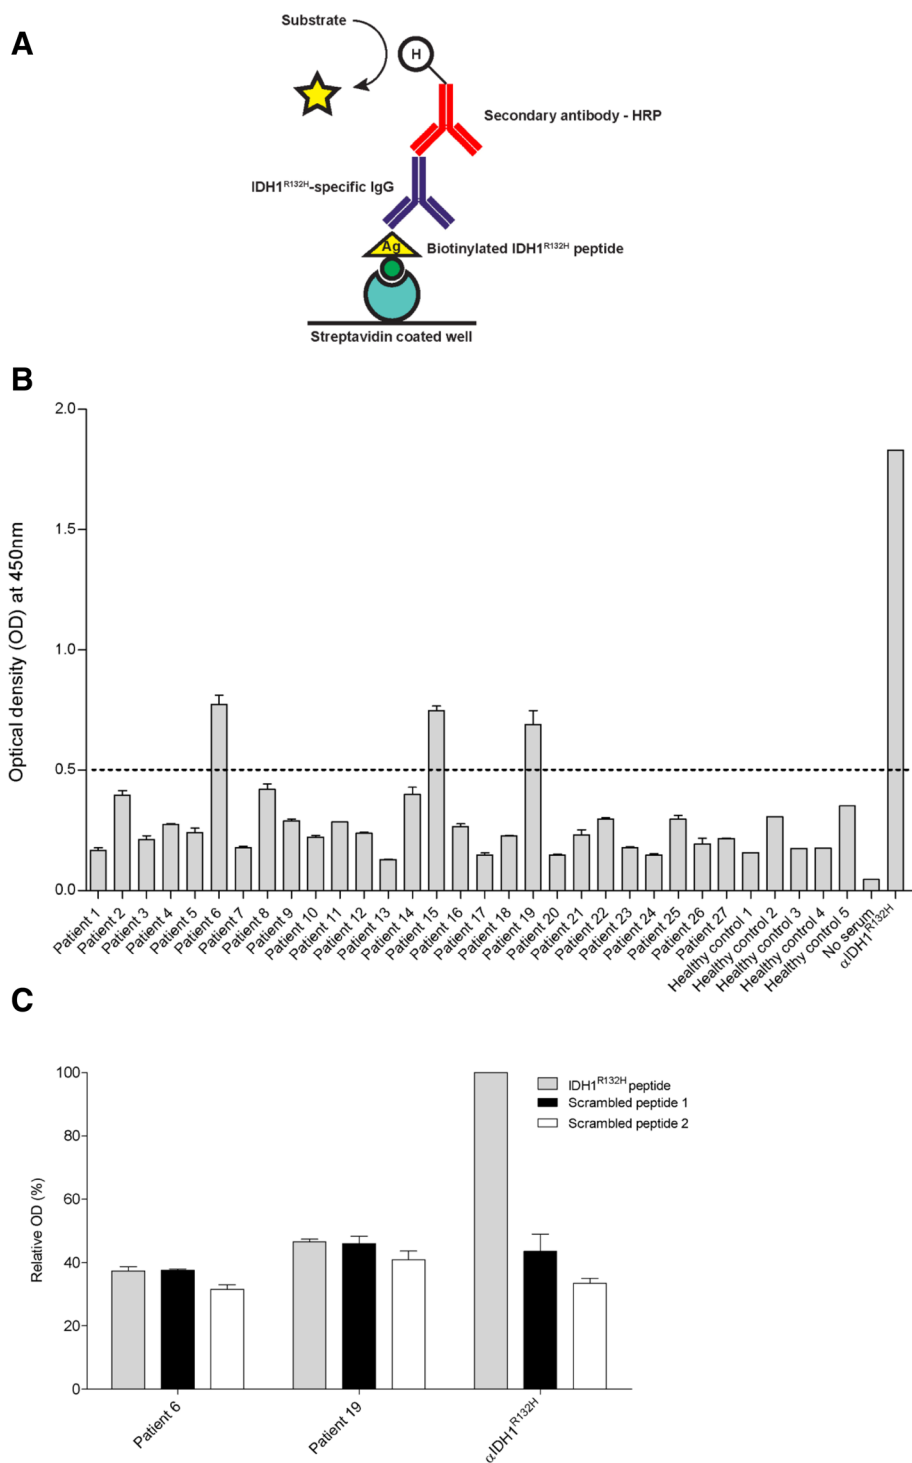 A
Substrate
H
Secondary antibody - HRP
IDH1R132H-specific IgG
Ag
Biotinylated IDH1R132H peptide
Streptavidin coated well
B
Optical density (OD) at 450nm
2.0
1.5
1.0
0.5
0.0
Patient 1
Patient 2
Patient 3
Patient 4
Patient 5
Patient 6
Patient 7
Patient 8
Patient 9
Patient 10
Patient 11
Patient 12
Patient 13
Patient 14
Patient 15
Patient 16
Patient 17
Patient 18
Patient 19
Patient 20
Patient 21
Patient 22
Patient 23
Patient 24
Patient 25
Patient 26
Patient 27
Healthy control 1
Healthy control 2
Healthy control 3
Healthy control 4
Healthy control 5
No serum
αIDH1R132H
C
Relative OD (%)
100
80
60
40
20
0
IDH1R132H peptide
Scrambled peptide 1
Scrambled peptide 2
Patient 6
Patient 19
αIDH1R132H